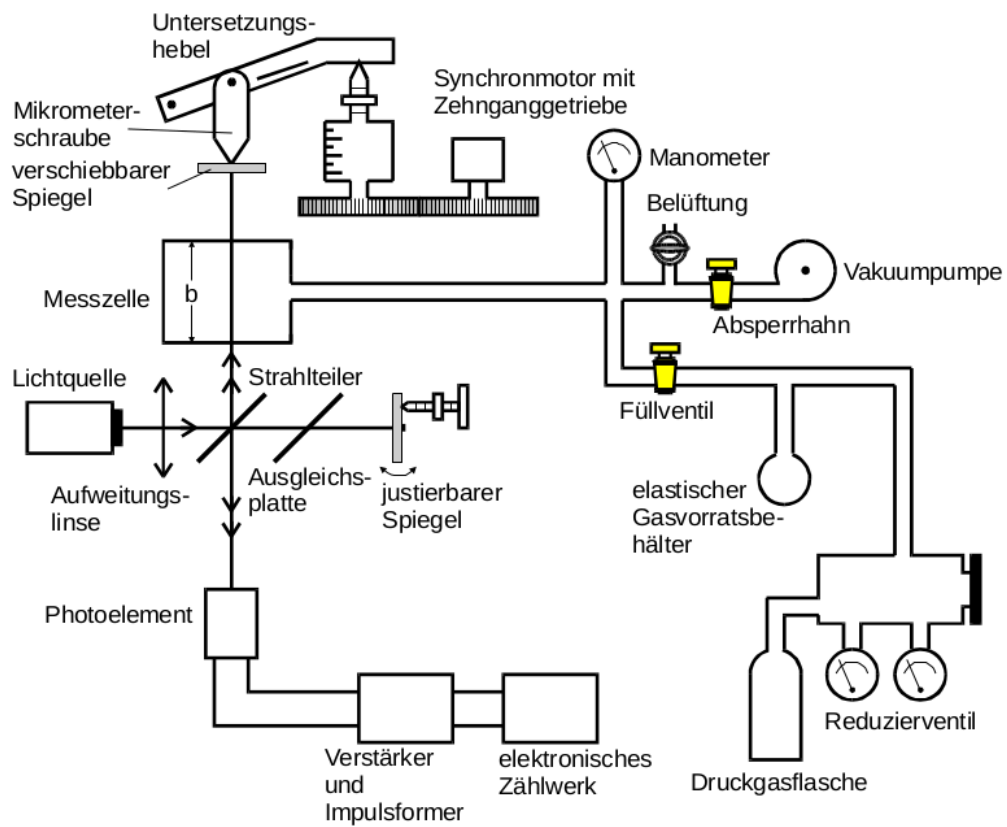 Untersetzungs-
hebel
Synchronmotor mit
Zehnganggetriebe
Mikrometer-
schraube
verschiebbarer
Spiegel
Manometer
Belüftung
Vakuumpumpe
Absperrhahn
Messzelle
b
Lichtquelle
Strahlteiler
Füllventil
Aufweitungs-
linse
Ausgleichs-
platte
justierbarer
Spiegel
elastischer
Gasvorratsbe-
hälter
Photoelement
Reduzierventil
Druckgasflasche
Verstärker
und
Impulsformer
elektronisches
Zählwerk